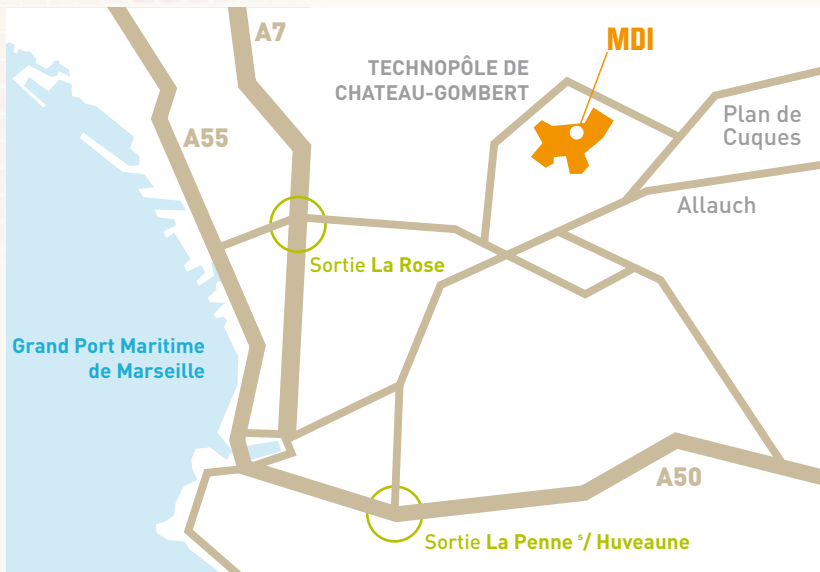 A7
MDI
TECHNOPÔLE DE
CHATEAU-GOMBERT
Plan de
Cuques
A55
Allauch
Sortie La Rose
Grand Port Maritime
de Marseille
A50
Sortie La Penne s/ Huveaune